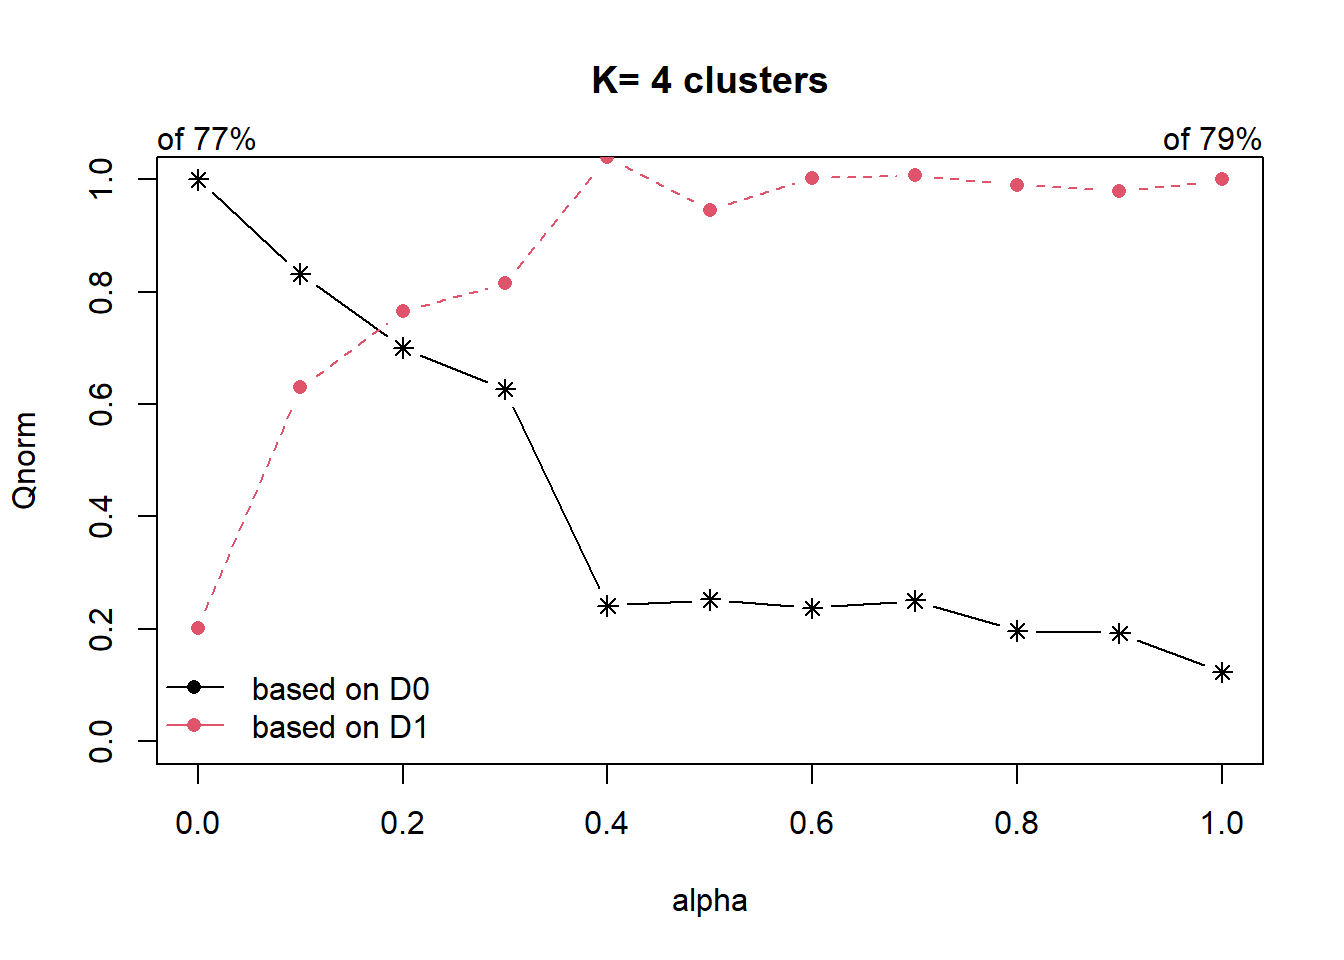 K= 4 clusters
of 77%
of 79%
Qnorm
1.0
0.8
0.6
0.4
0.2
0.0
based on D0
based on D1
0.0 0.2 0.4 0.6 0.8 1.0
alpha